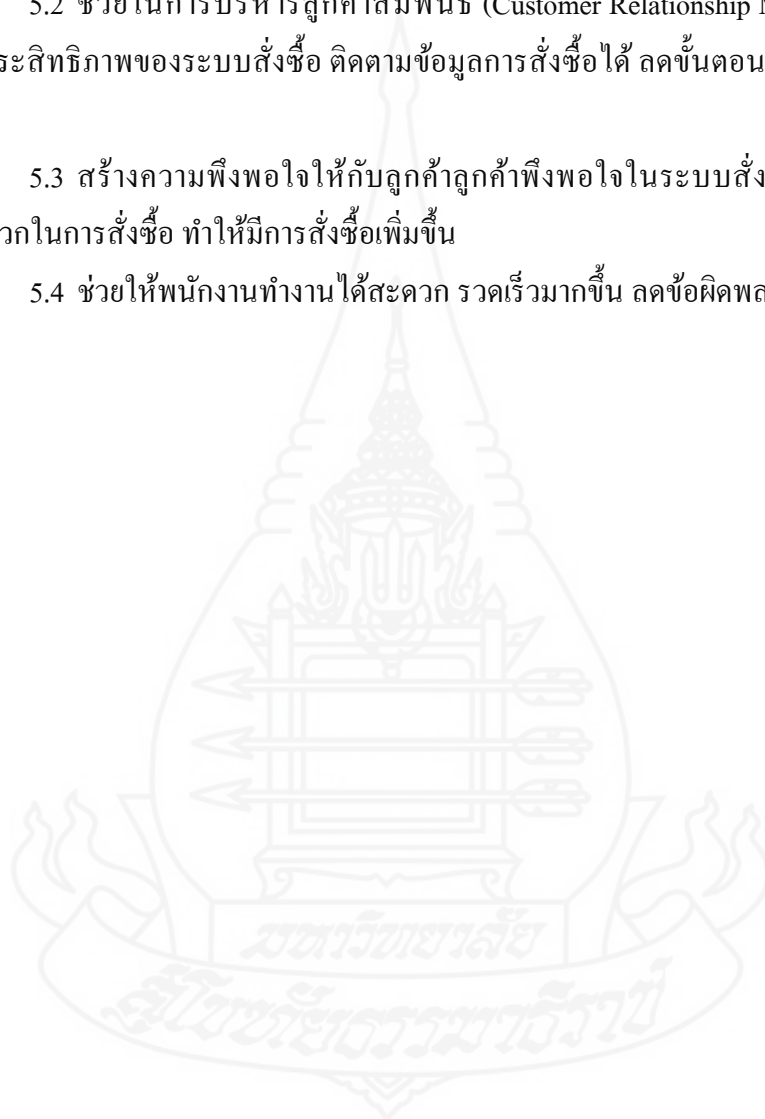 5.2 ช่วยในการบริหารลูกค้าสัมพันธ์ (Customer Relationship
ระสิทธิภาพของระบบสั่งซื้อ ติดตามข้อมูลการสั่งซื้อได้ ลดขั้นตอน
5.3 สร้างความพึงพอใจให้กับลูกค้าลูกค้าพึงพอใจในระบบสั่ง
วกในการสั่งซื้อ ทำให้มีการสั่งซื้อเพิ่มขึ้น
5.4 ช่วยให้พนักงานทำงานได้สะดวก รวดเร็วมากขึ้น ลดข้อผิดพล
มหาวิทยาลัย
สุโขทัยธรรมาธิราช